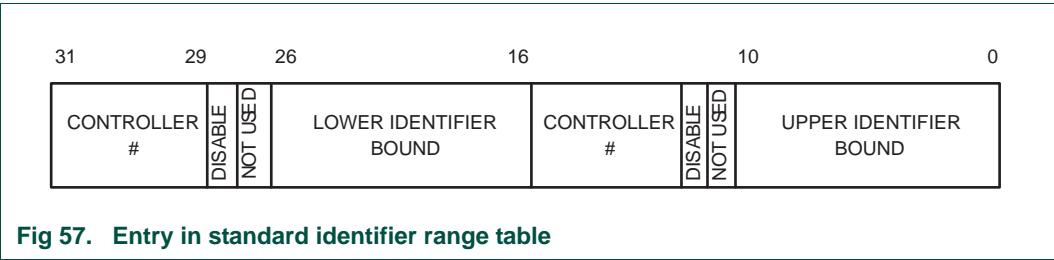 31 29 26 16 10 0
CONTROLLER DISABLE NOT USED LOWER IDENTIFIER CONTROLLER DISABLE NOT USED UPPER IDENTIFIER
# BOUND # BOUND
Fig 57. Entry in standard identifier range table